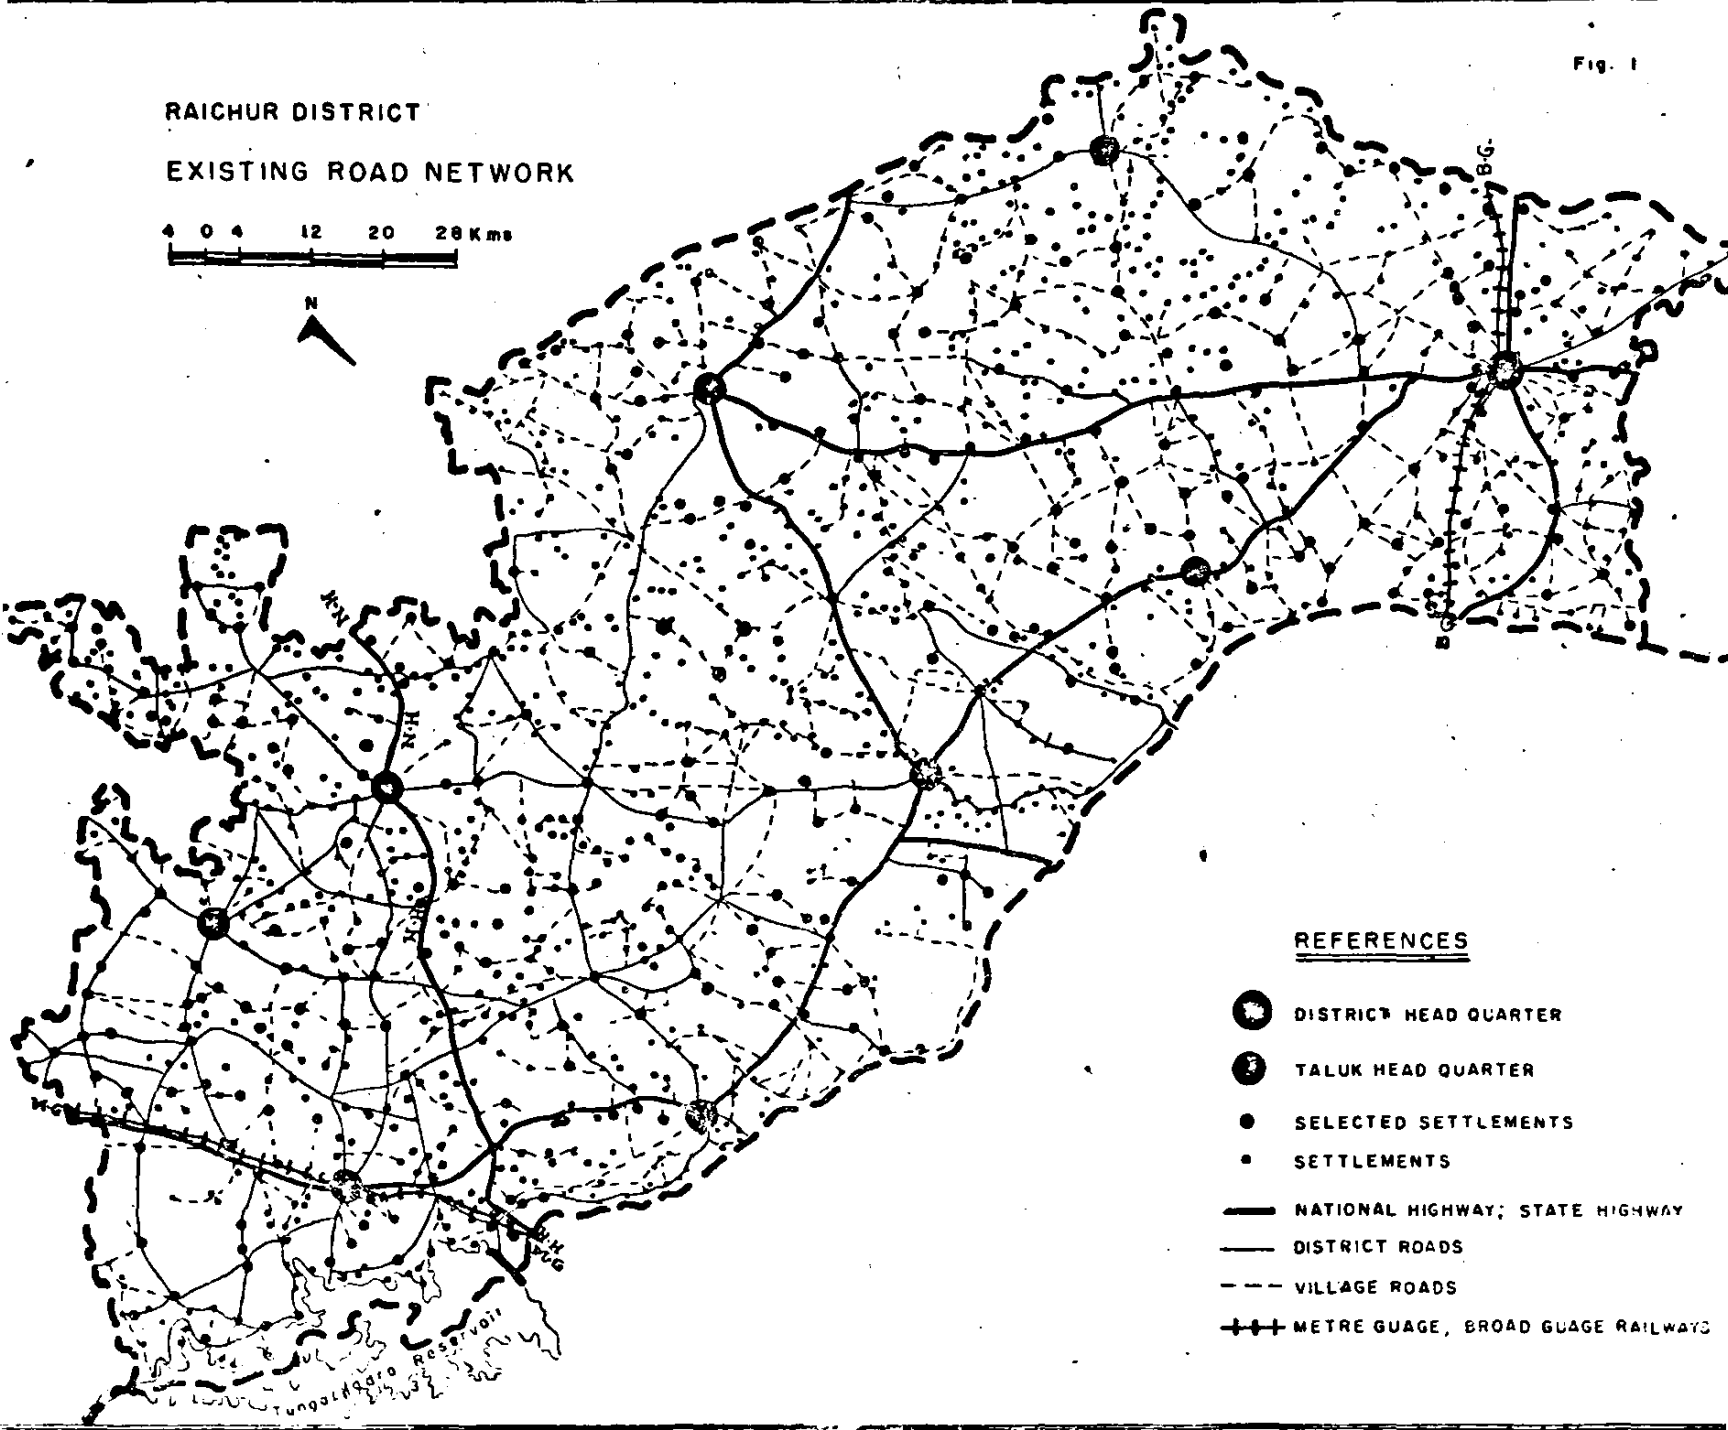 Fig. 1
RAICHUR DISTRICT
EXISTING ROAD NETWORK
4 0 4 12 20 28 Kms
N
B.G.
N.H
N.H
N.H
B.G
M.G
N.H
M.G
Tungabhadra Reservoir
REFERENCES
DISTRICT HEAD QUARTER
TALUK HEAD QUARTER
SELECTED SETTLEMENTS
SETTLEMENTS
NATIONAL HIGHWAY; STATE HIGHWAY
DISTRICT ROADS
VILLAGE ROADS
METRE GUAGE, BROAD GUAGE RAILWAYS